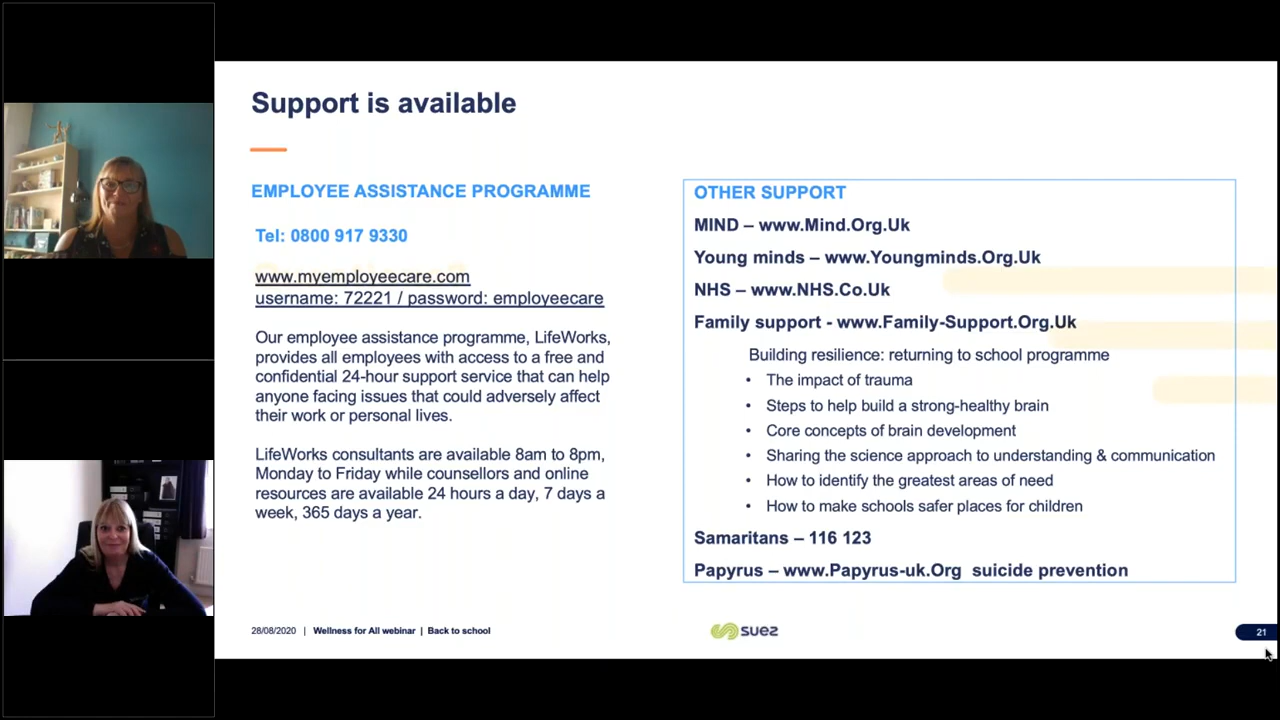 Support is available
EMPLOYEE ASSISTANCE PROGRAMME
Tel: 0800 917 9330
www.myemployeecare.com
username: 72221 / password: employeecare
Our employee assistance programme, LifeWorks,
provides all employees with access to a free and
confidential 24-hour support service that can help
anyone facing issues that could adversely affect
their work or personal lives.
LifeWorks consultants are available 8am to 8pm,
Monday to Friday while counsellors and online
resources are available 24 hours a day, 7 days a
week, 365 days a year.
OTHER SUPPORT
MIND – www.Mind.Org.Uk
Young minds – www.Youngminds.Org.Uk
NHS – www.NHS.Co.Uk
Family support - www.Family-Support.Org.Uk
Building resilience: returning to school programme
• The impact of trauma
• Steps to help build a strong-healthy brain
• Core concepts of brain development
• Sharing the science approach to understanding & communication
• How to identify the greatest areas of need
• How to make schools safer places for children
Samaritans – 116 123
Papyrus – www.Papyrus-uk.Org suicide prevention
28/08/2020 | Wellness for All webinar | Back to school
suez
21